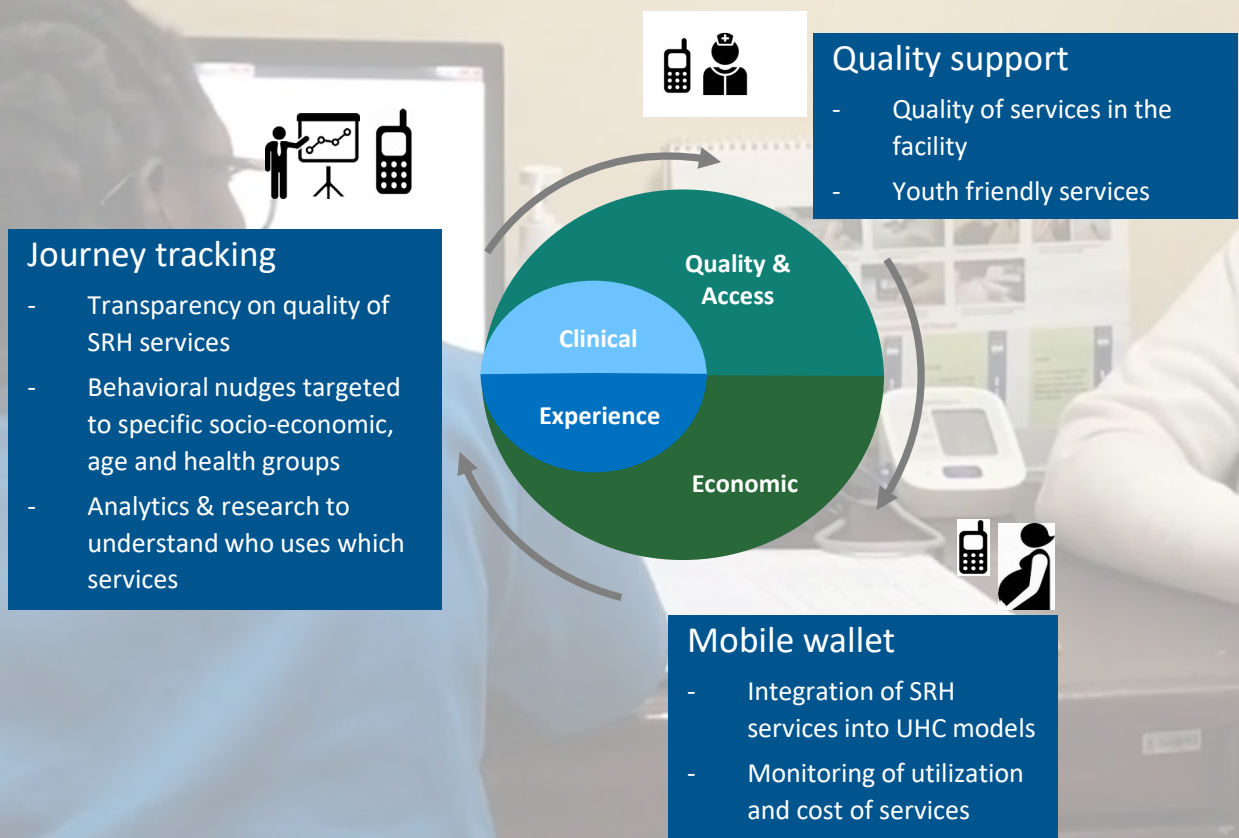 Quality support
- Quality of services in the
facility
- Youth friendly services
Journey tracking
- Transparency on quality of
SRH services
- Behavioral nudges targeted
to specific socio-economic,
age and health groups
- Analytics & research to
understand who uses which
services
Quality &
Access
Clinical
Experience
Economic
Mobile wallet
- Integration of SRH
services into UHC models
- Monitoring of utilization
and cost of services